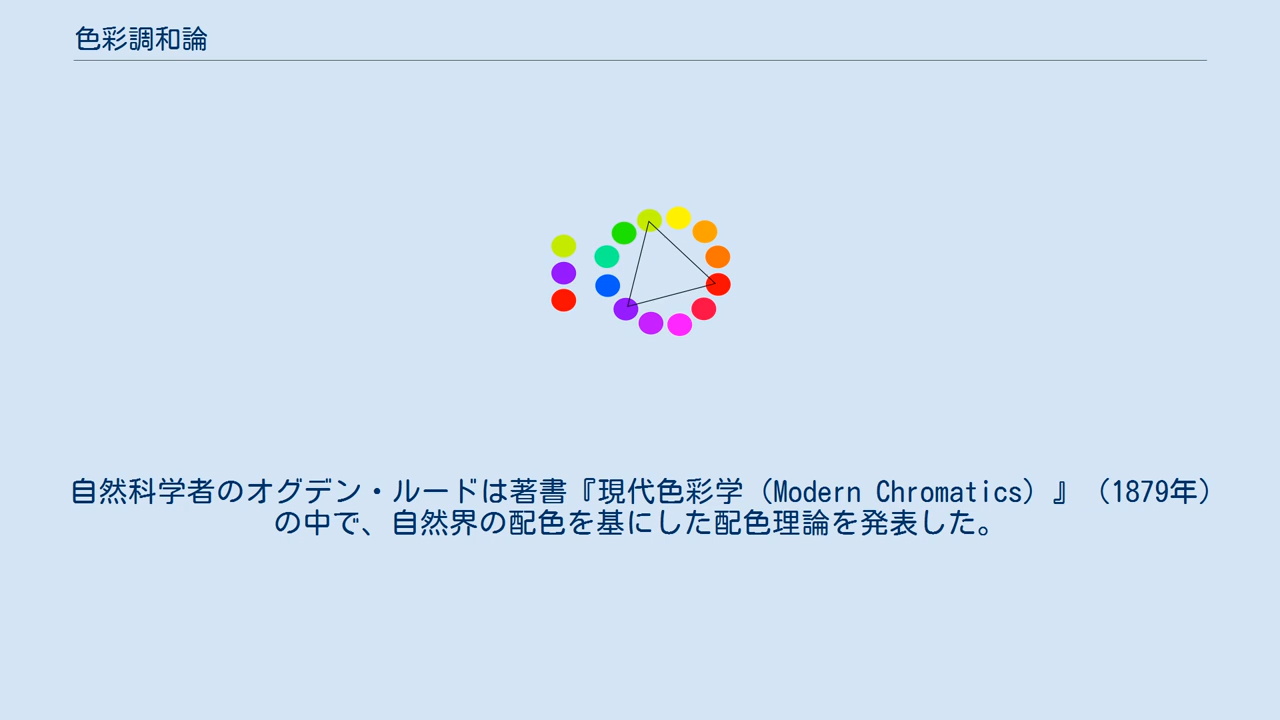 色彩調和論
自然科学者のオグデン・ルードは著書『現代色彩学（Modern Chromatics）』（1879年）
の中で、自然界の配色を基にした配色理論を発表した。